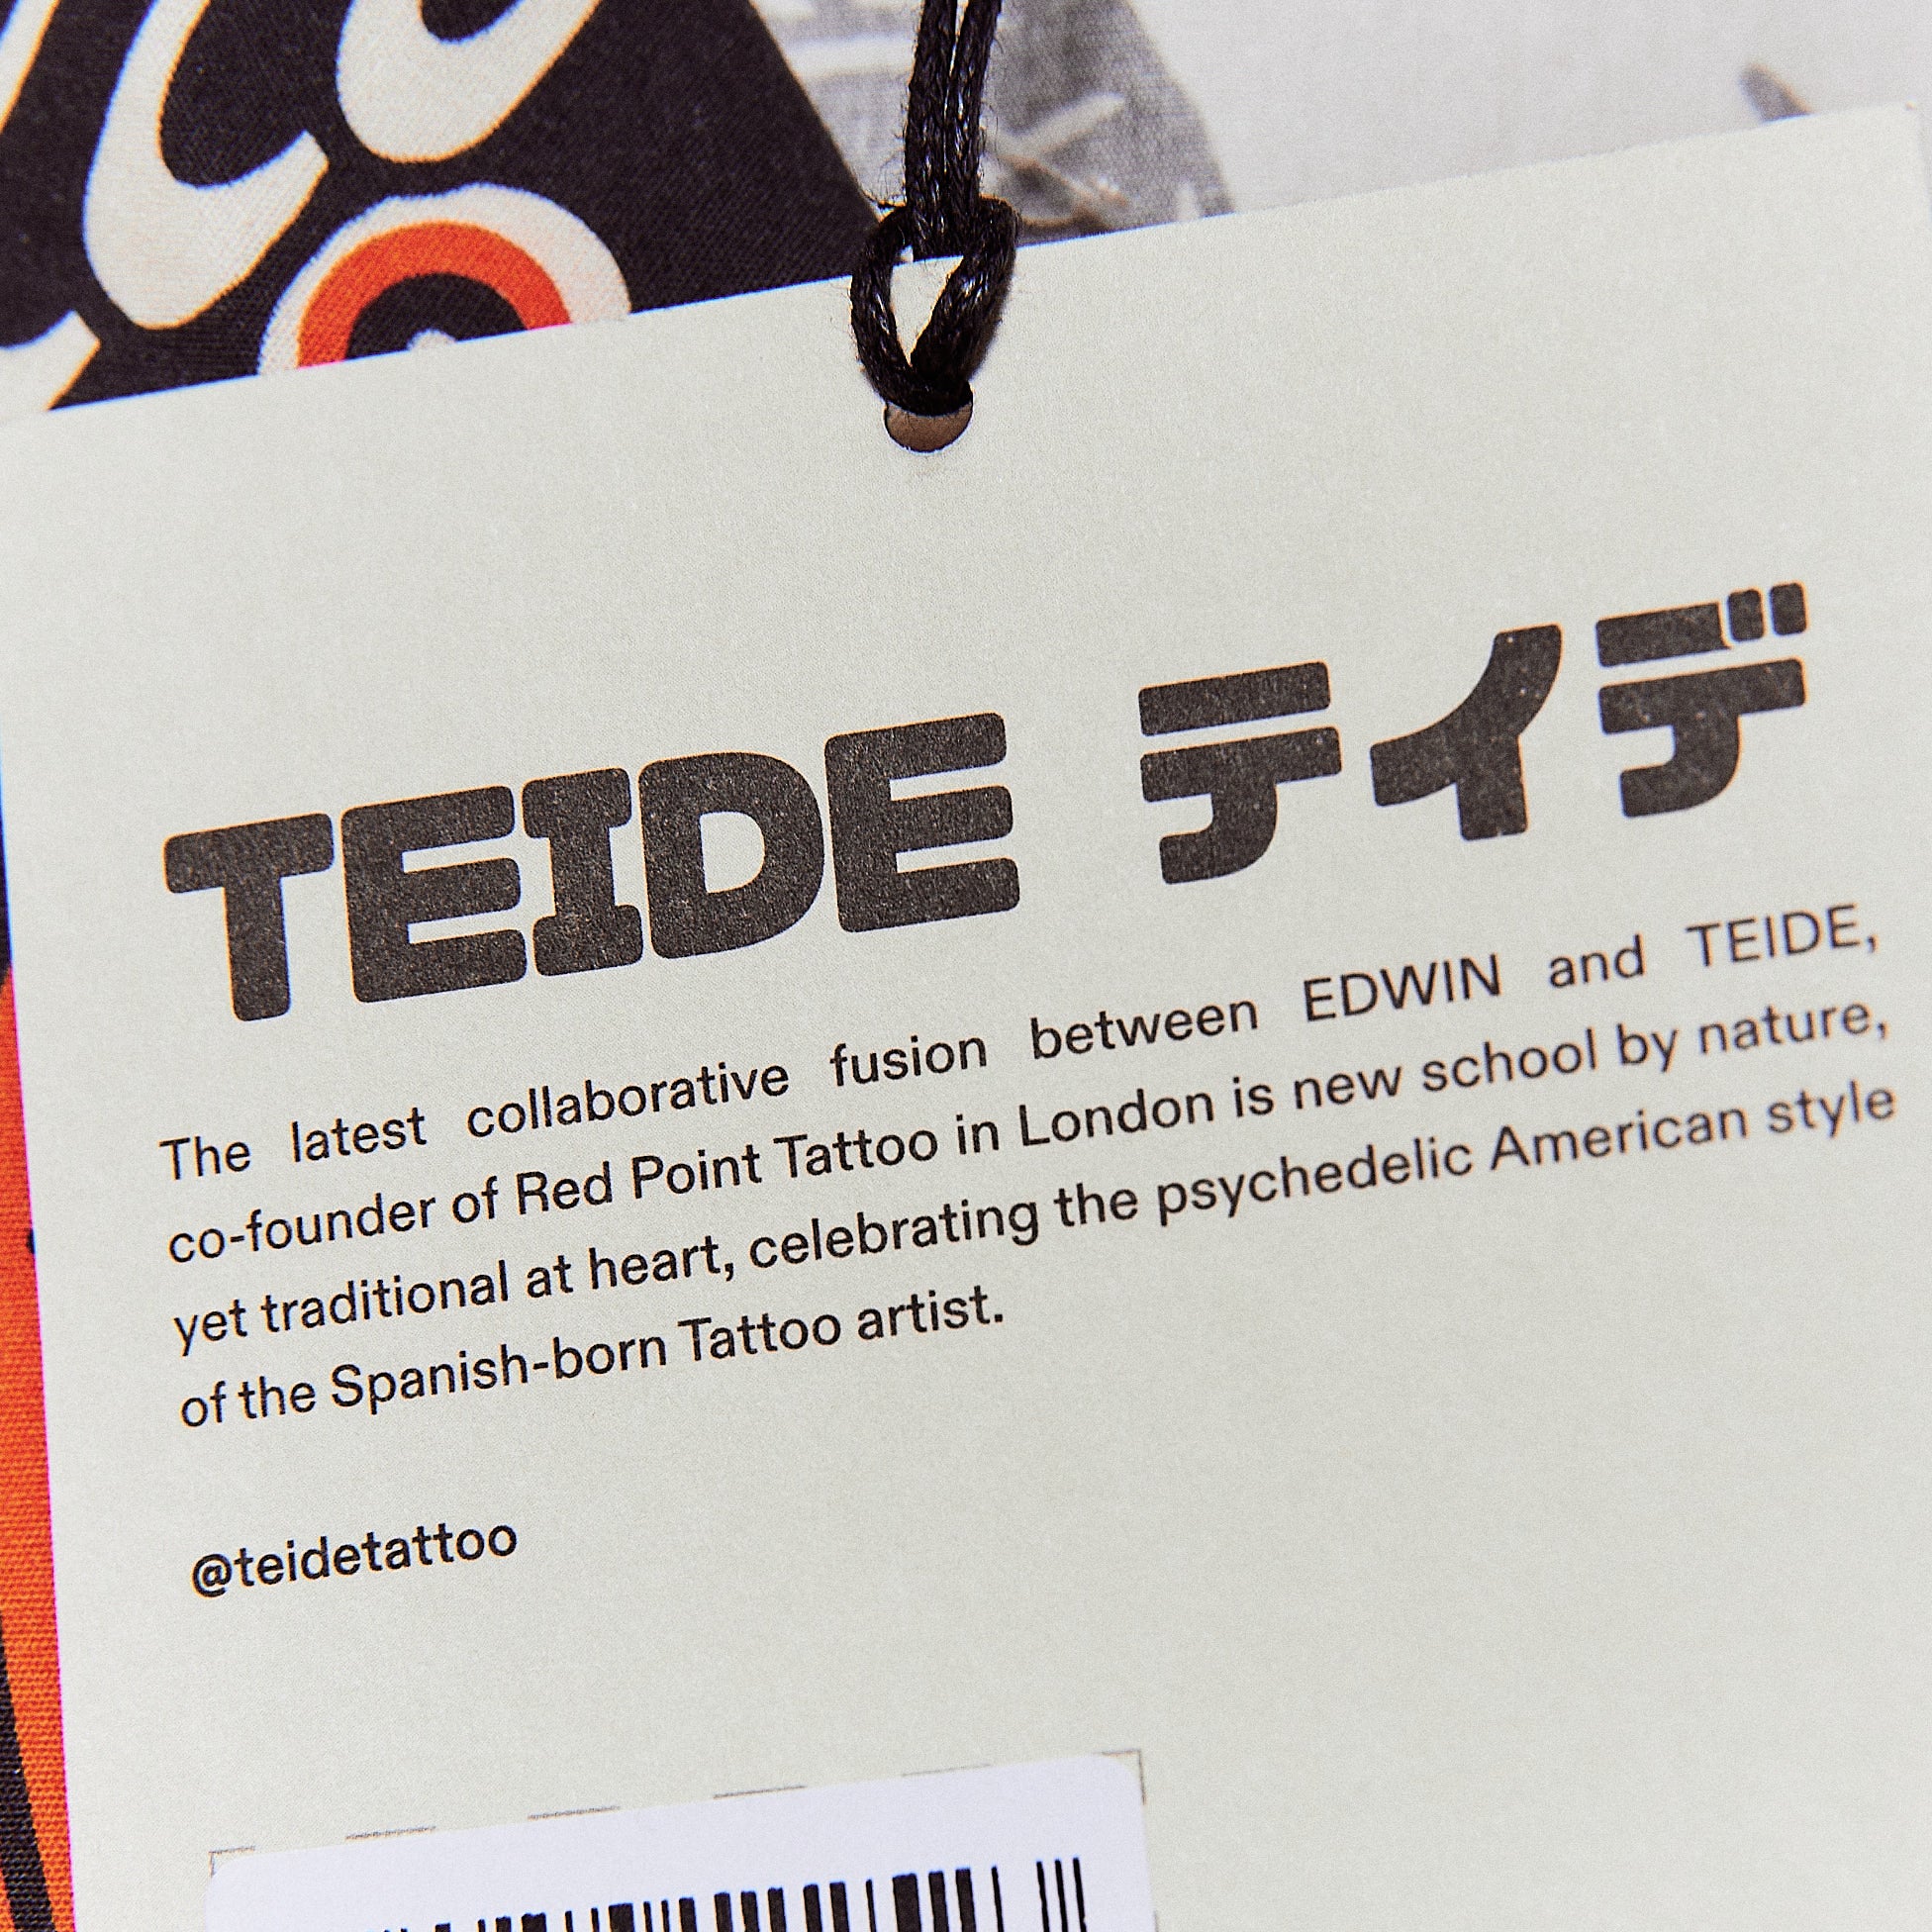 TEIDE テイデ
The latest collaborative fusion between EDWIN and TEIDE,
co-founder of Red Point Tattoo in London is new school by nature,
yet traditional at heart, celebrating the psychedelic American style
of the Spanish-born Tattoo artist.
@teidetattoo